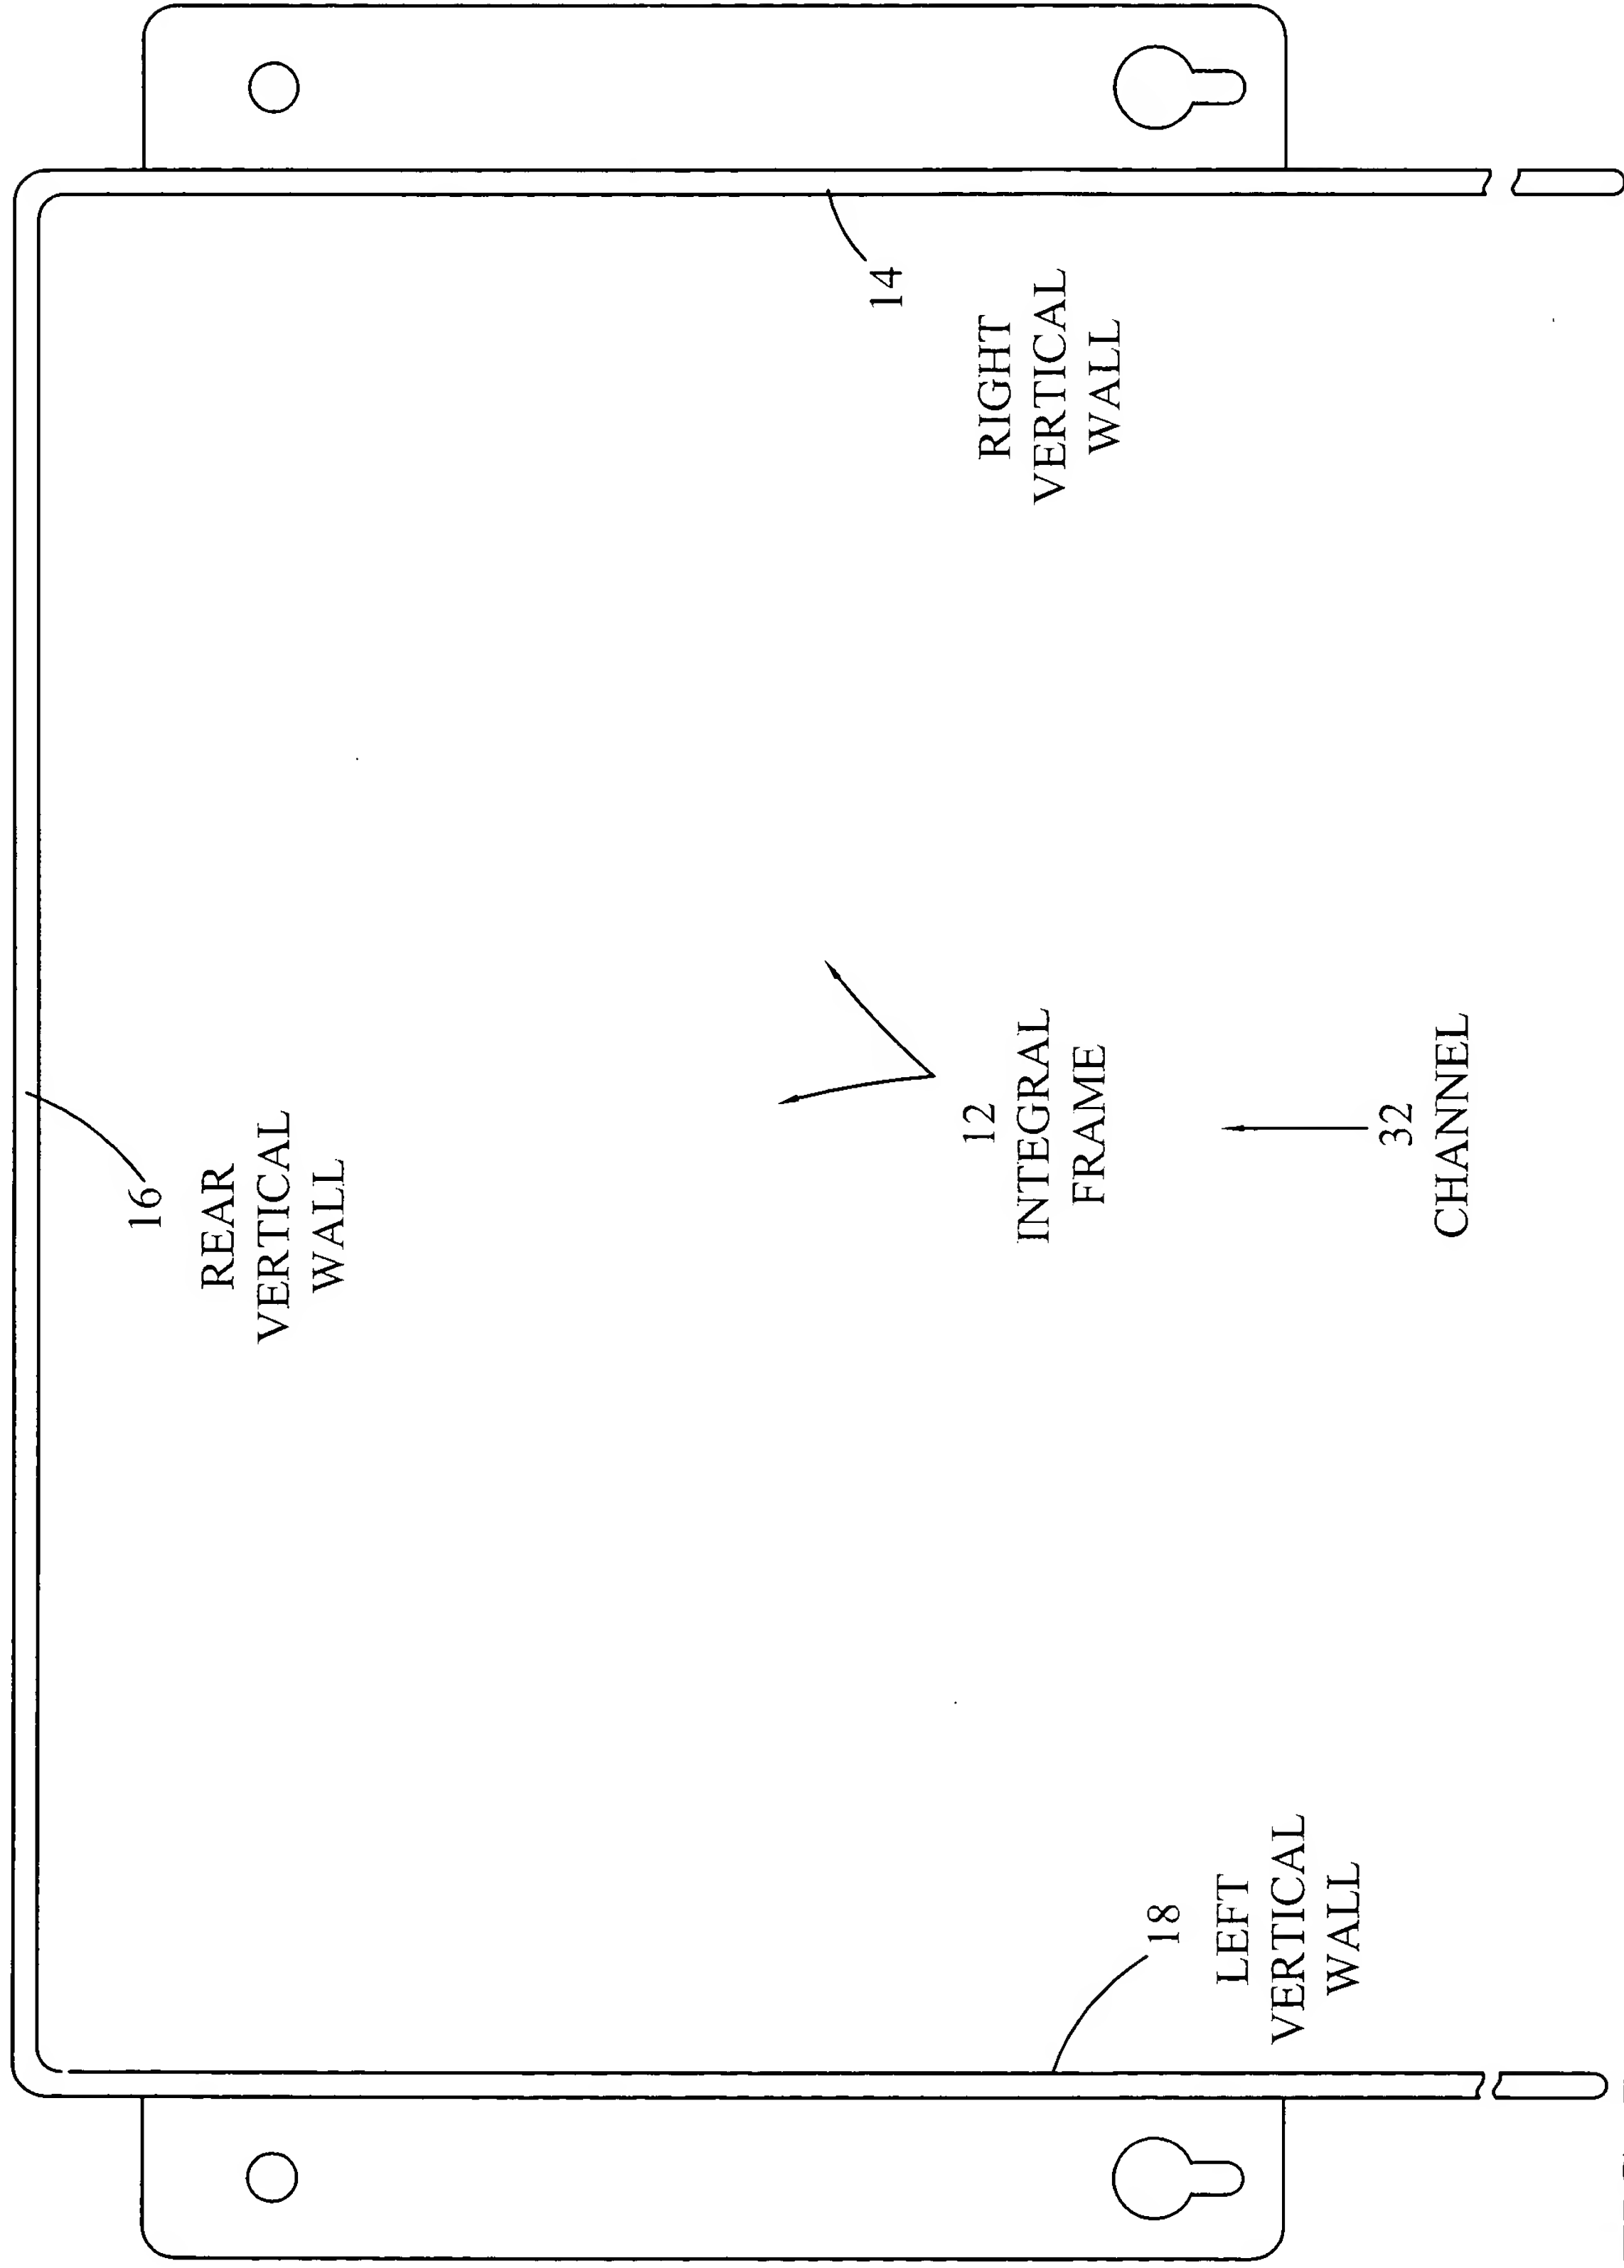 16
REAR
VERTICAL
WALL
14
RIGHT
VERTICAL
WALL
12
INTEGRAL
FRAME
32
CHANNEL
18
LEFT
VERTICAL
WALL